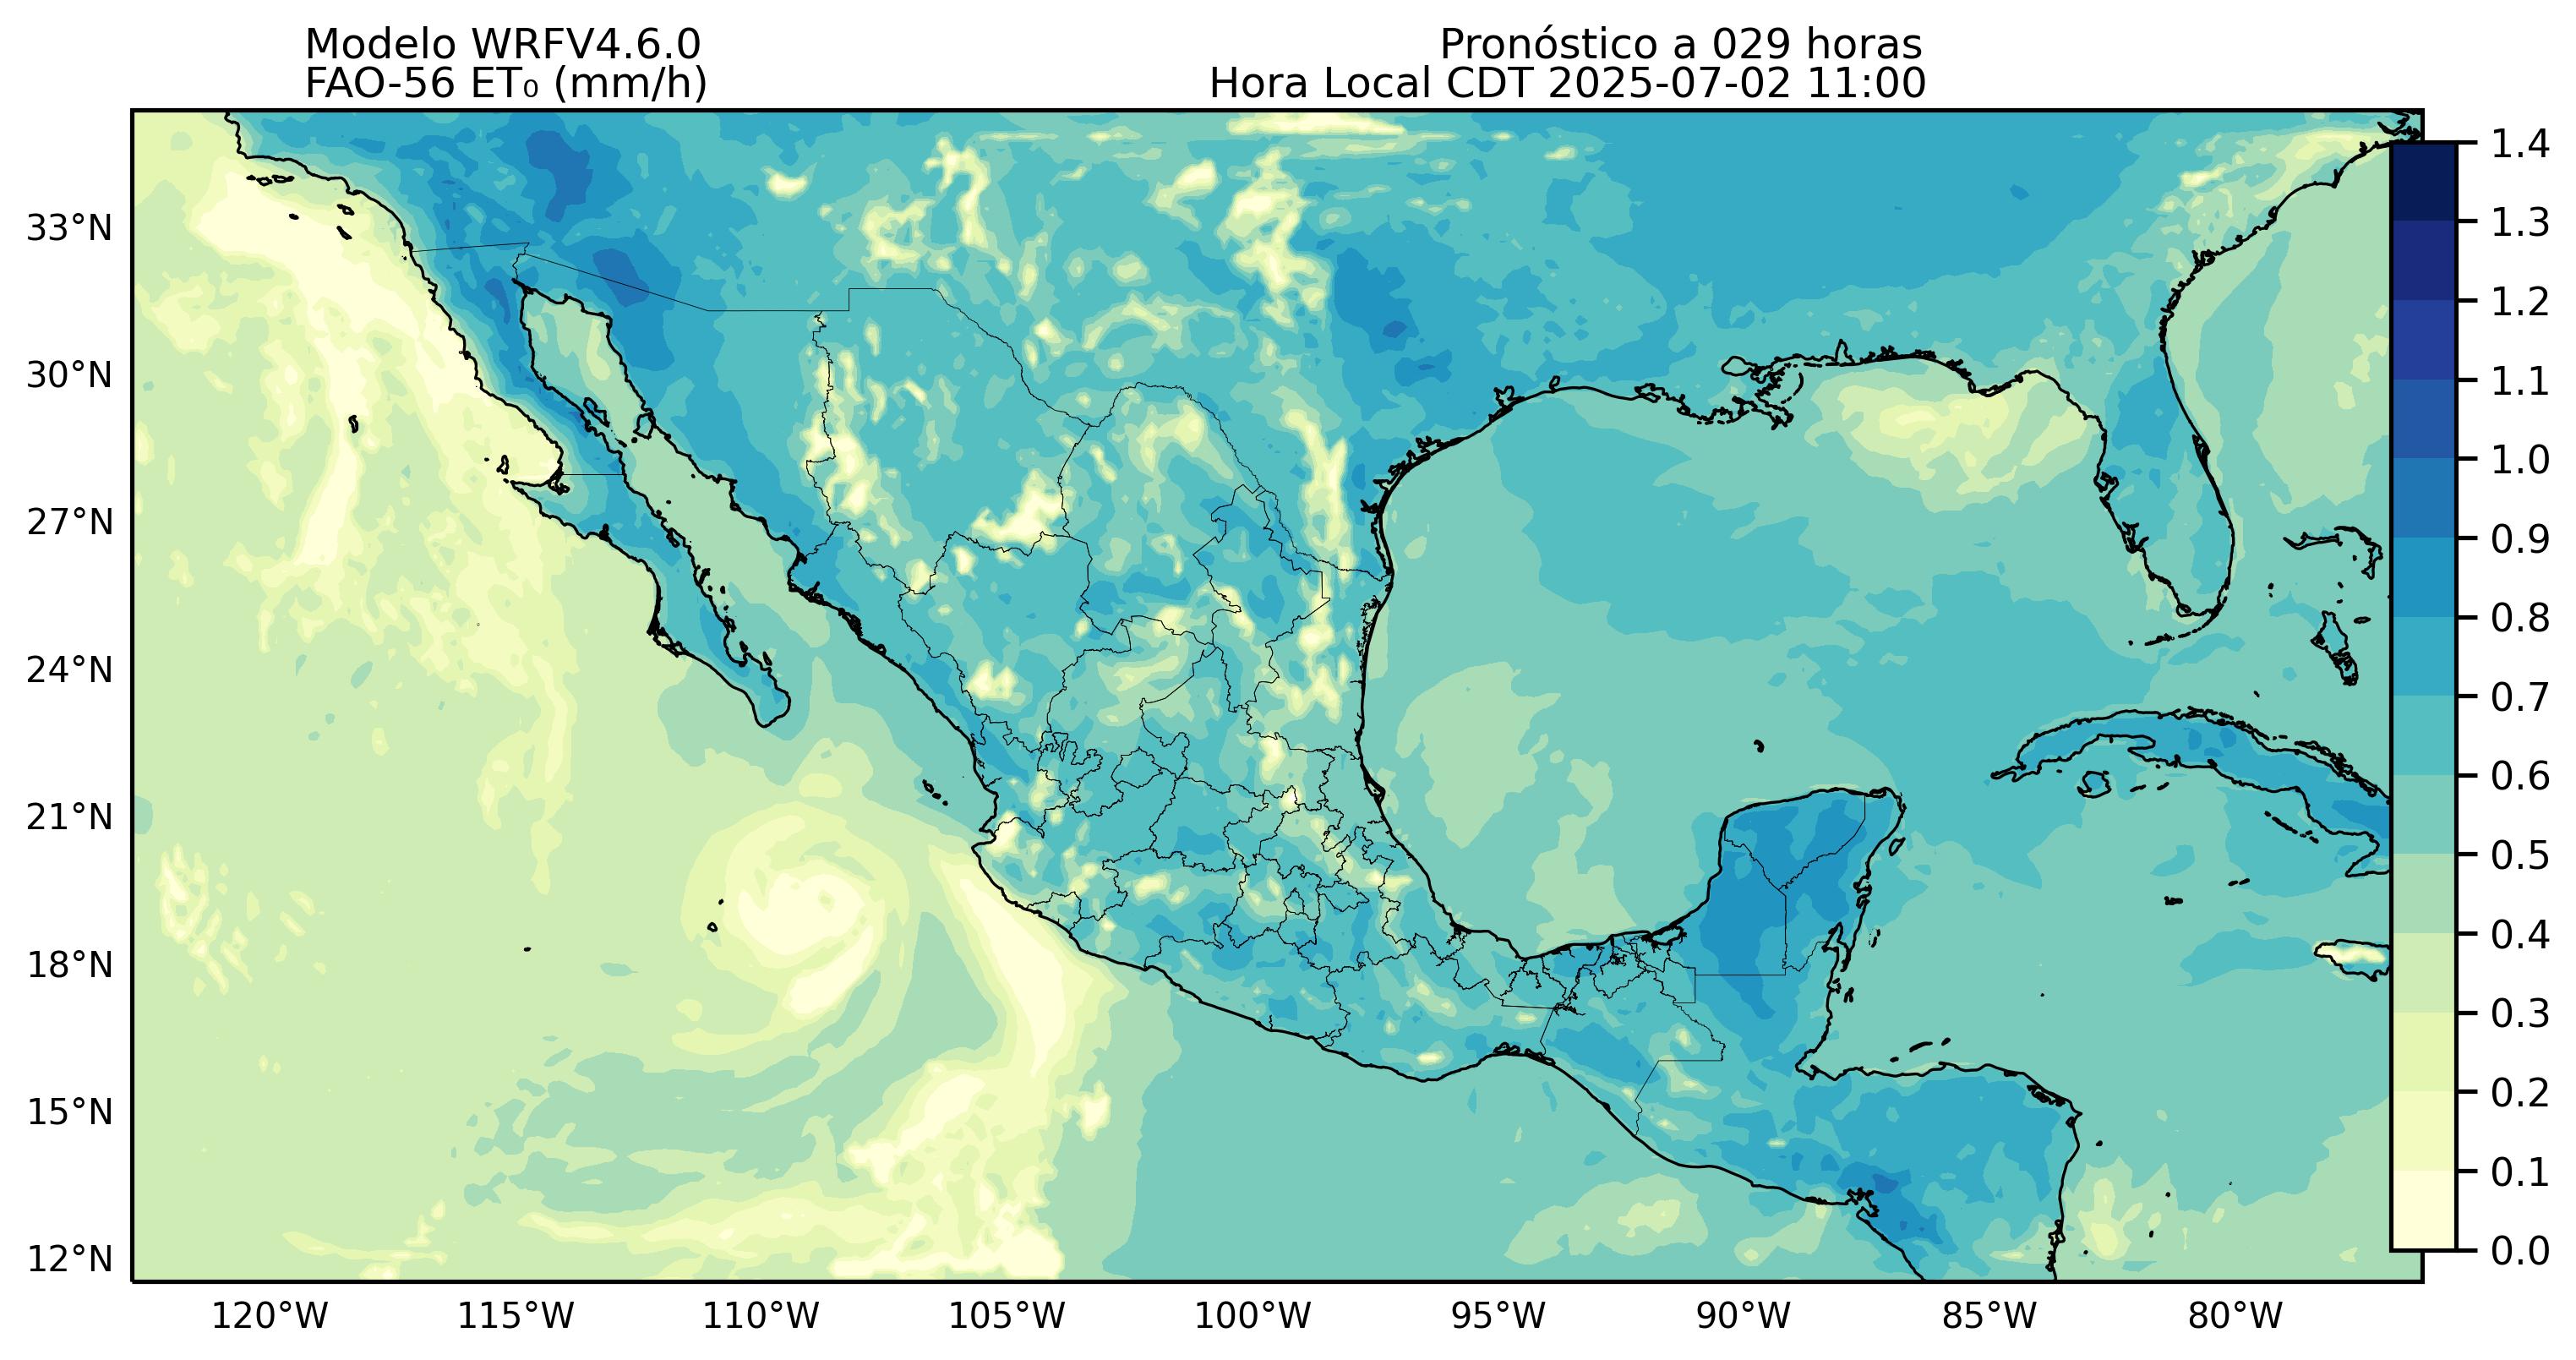 Modelo WRFV4.6.0
FAO-56 ET₀ (mm/h)
Pronóstico a 029 horas
Hora Local CDT 2025-07-02 11:00
33°N
30°N
27°N
24°N
21°N
18°N
15°N
12°N
120°W
115°W
110°W
105°W
100°W
95°W
90°W
85°W
80°W
1.4
1.3
1.2
1.1
1.0
0.9
0.8
0.7
0.6
0.5
0.4
0.3
0.2
0.1
0.0